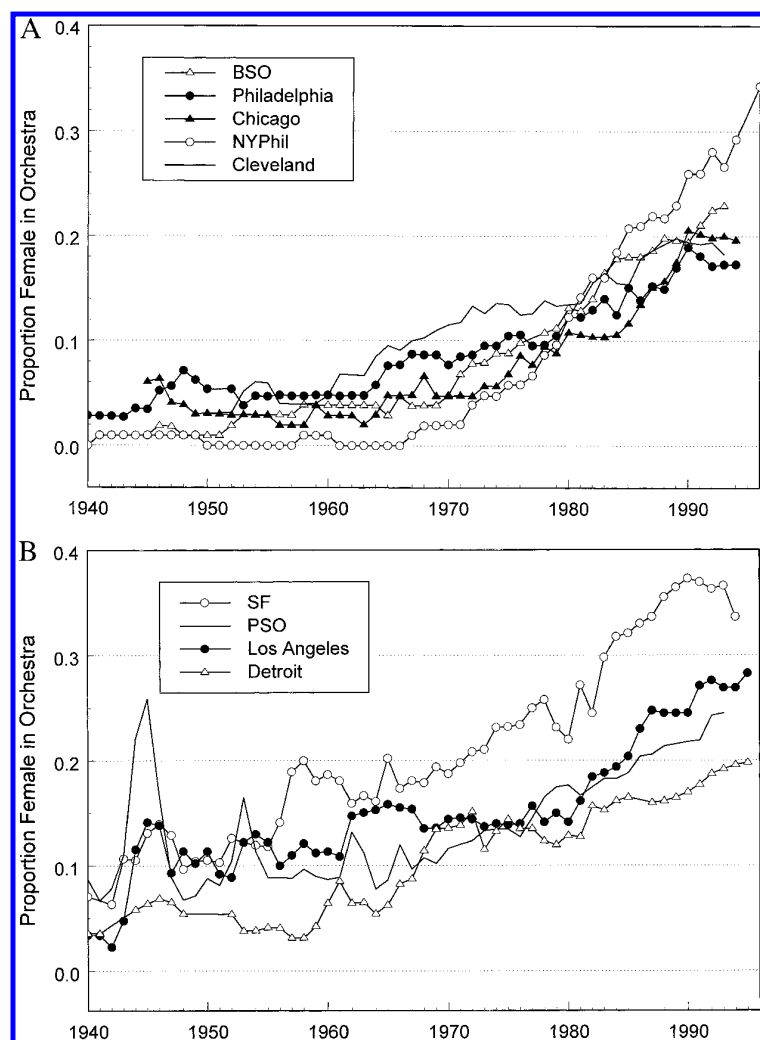 A
0.4
BSO
Philadelphia
Chicago
NYPhil
Cleveland
0.3
0.2
0.1
0.0
Proportion Female in Orchestra
1940 1950 1960 1970 1980 1990
B
0.4
SF
PSO
Los Angeles
Detroit
0.3
0.2
0.1
0.0
Proportion Female in Orchestra
1940 1950 1960 1970 1980 1990